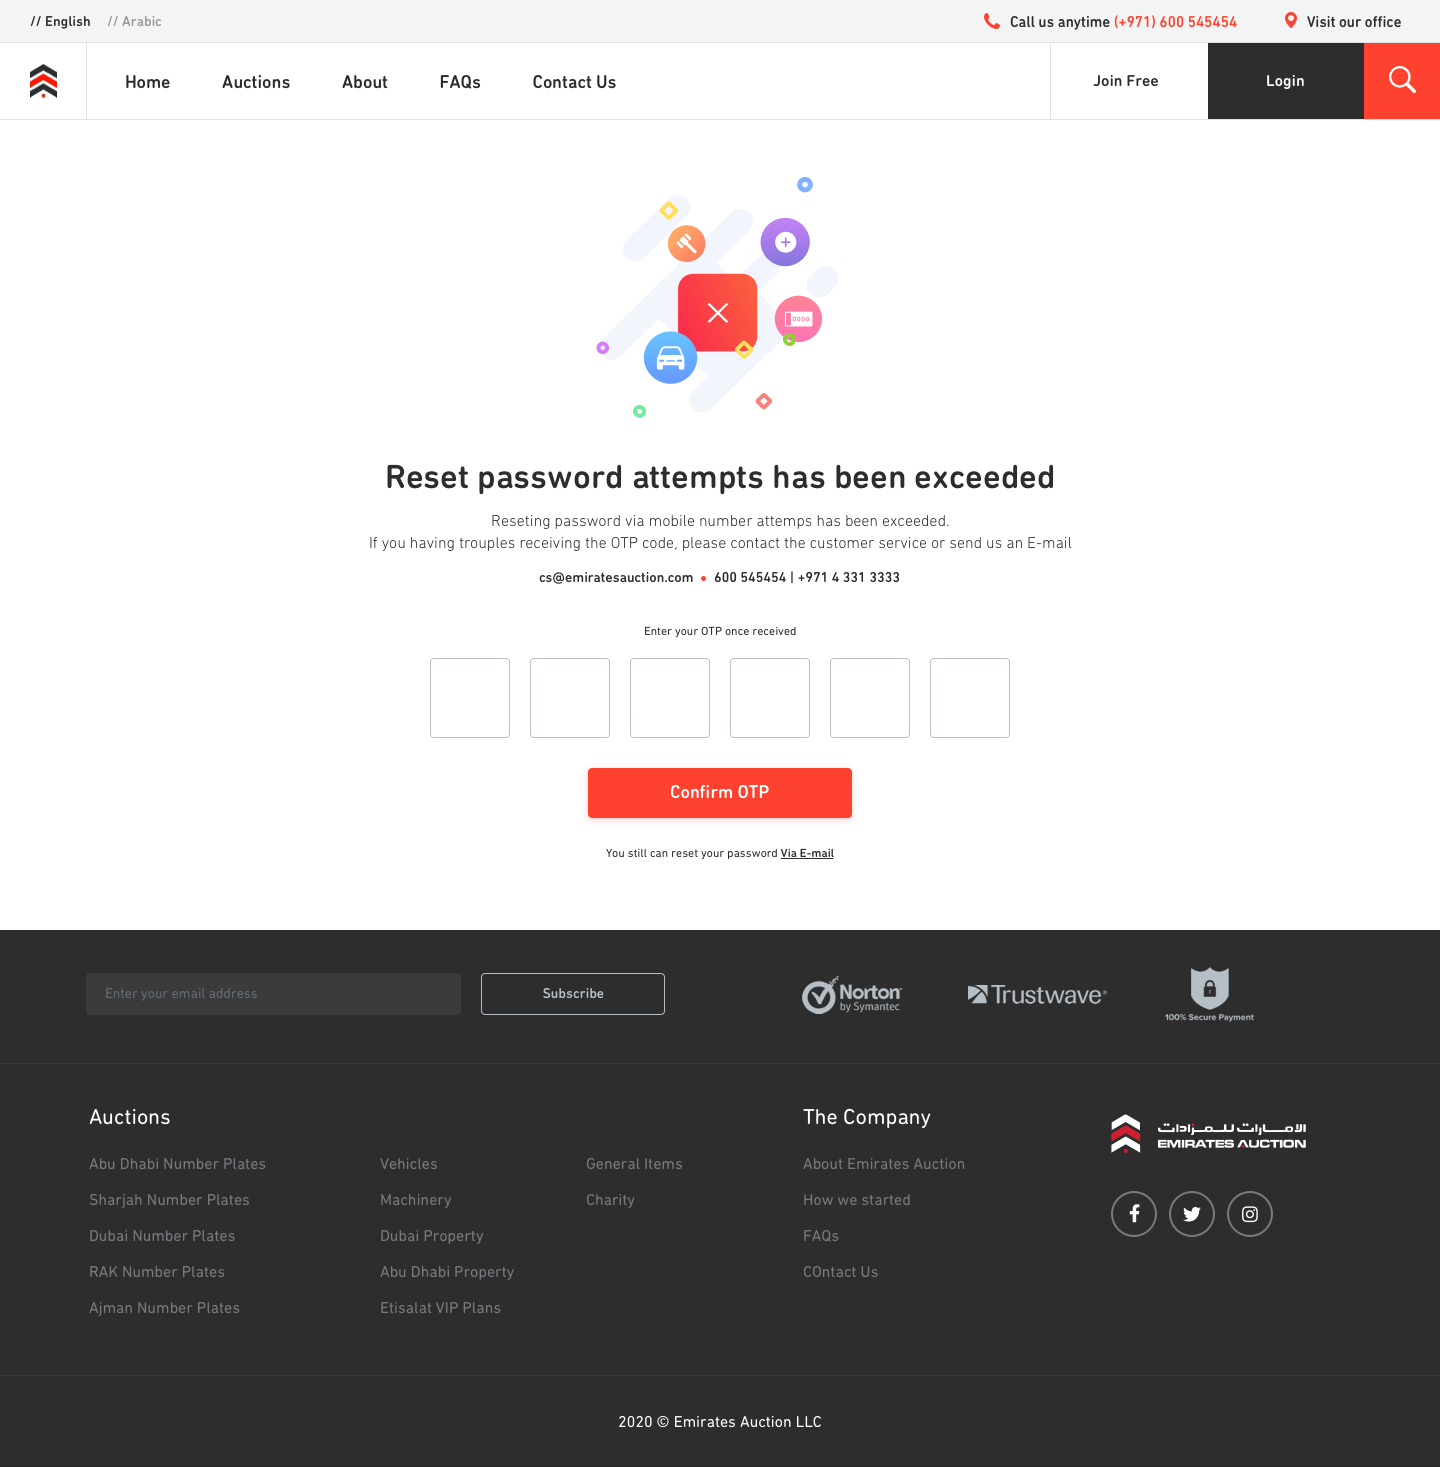 // English // Arabic
Call us anytime (+971) 600 545454
Visit our office
Home Auctions About FAQs Contact Us
Join Free
Login
0000
Reset password attempts has been exceeded
Reseting password via mobile number attemps has been exceeded.
If you having trouples receiving the OTP code, please contact the customer service or send us an E-mail
cs@emiratesauction.com • 600 545454 | +971 4 331 3333
Enter your OTP once received
Confirm OTP
You still can reset your password Via E-mail
Enter your email address
Subscribe
Norton
by Symantec
Trustwave®
100% Secure Payment
Auctions
Abu Dhabi Number Plates
Sharjah Number Plates
Dubai Number Plates
RAK Number Plates
Ajman Number Plates
Vehicles
Machinery
Dubai Property
Abu Dhabi Property
Etisalat VIP Plans
General Items
Charity
The Company
About Emirates Auction
How we started
FAQs
COntact Us
الامارات للمزادات
EMIRATES AUCTION
2020 © Emirates Auction LLC